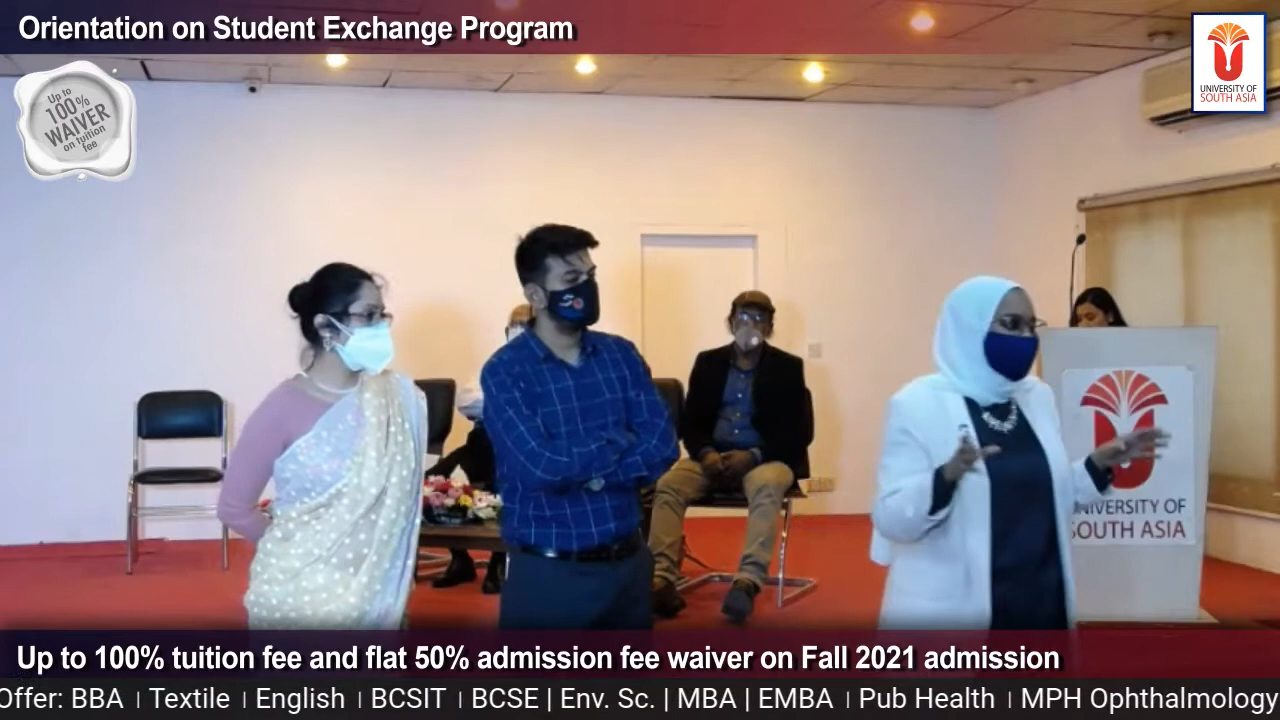 Orientation on Student Exchange Program
UNIVERSITY OF
SOUTH ASIA
Up to
100%
WAIVER
on tuition
fee
NIVERSITY OF
SOUTH ASIA
Up to 100% tuition fee and flat 50% admission fee waiver on Fall 2021 admission
Offer: BBA | Textile | English | BCSIT | BCSE | Env. Sc. | MBA | EMBA | Pub Health | MPH Ophthalmology